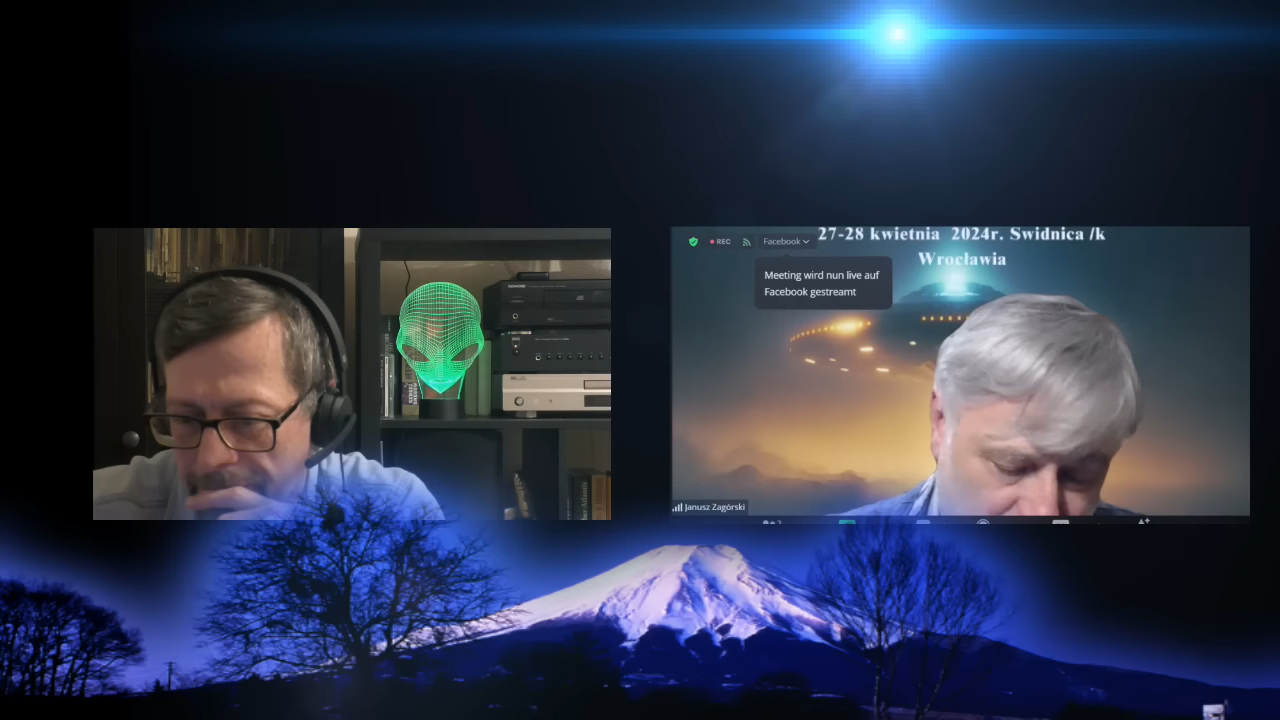 REC
Facebook
27-28 kwietnia 2024r. Swidnica /k
Wrocławia
Meeting wird nun live auf
Facebook gestreamt
Janusz Zagórski